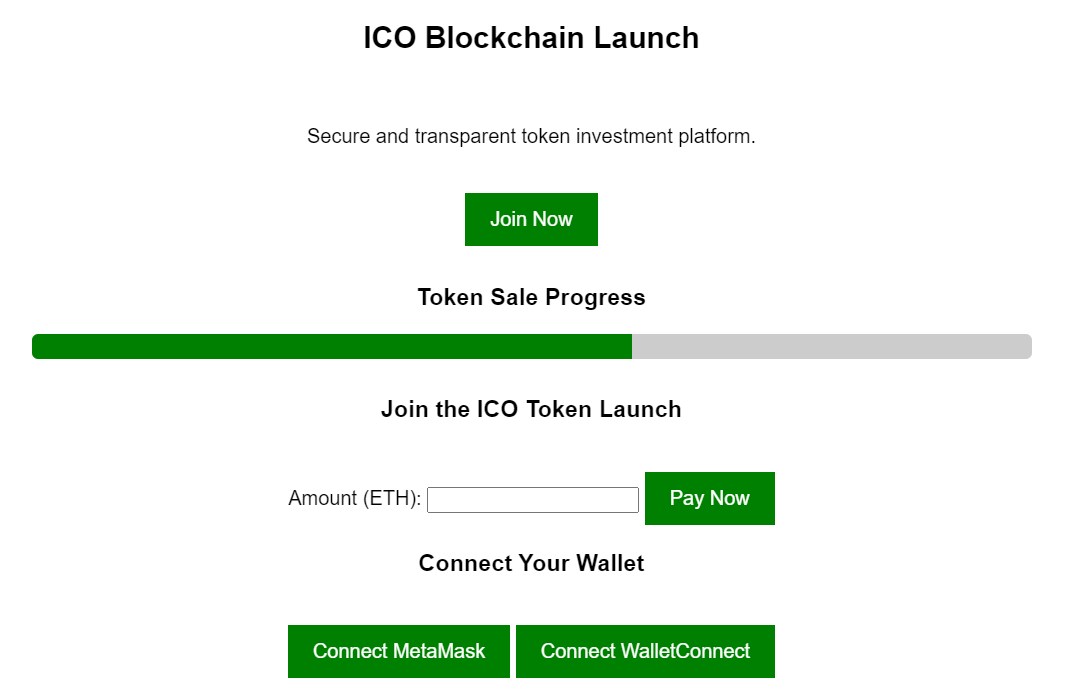 ICO Blockchain Launch
Secure and transparent token investment platform.
Join Now
Token Sale Progress
Join the ICO Token Launch
Amount (ETH): Pay Now
Connect Your Wallet
Connect MetaMask Connect WalletConnect